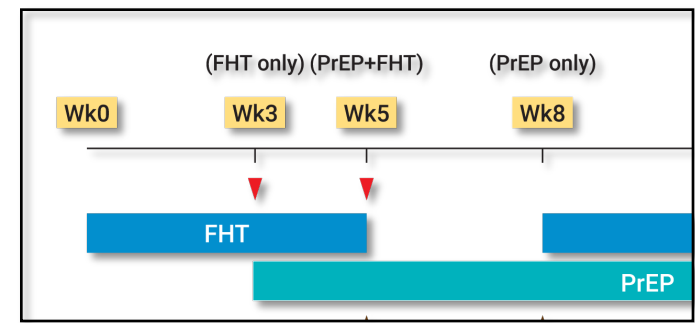 (FHT only) (PrEP+FHT) (PrEP only)
Wk0 Wk3 Wk5 Wk8
FHT
PrEP